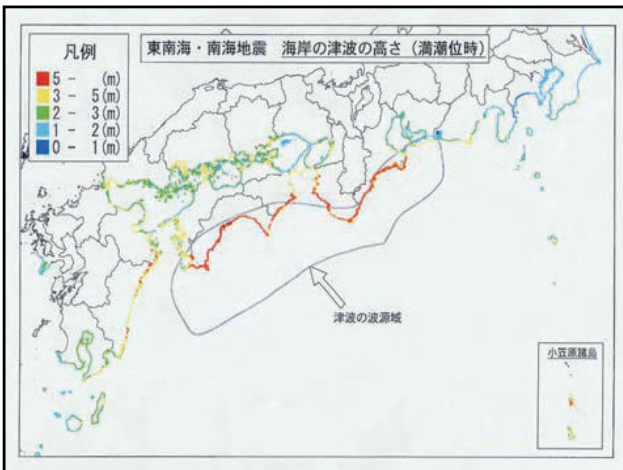 東南海・南海地震 海岸の津波の高さ（満潮位時）
凡例
5 - (m)
3 - 5(m)
2 - 3(m)
1 - 2(m)
0 - 1(m)
津波の波源域
小笠原諸島